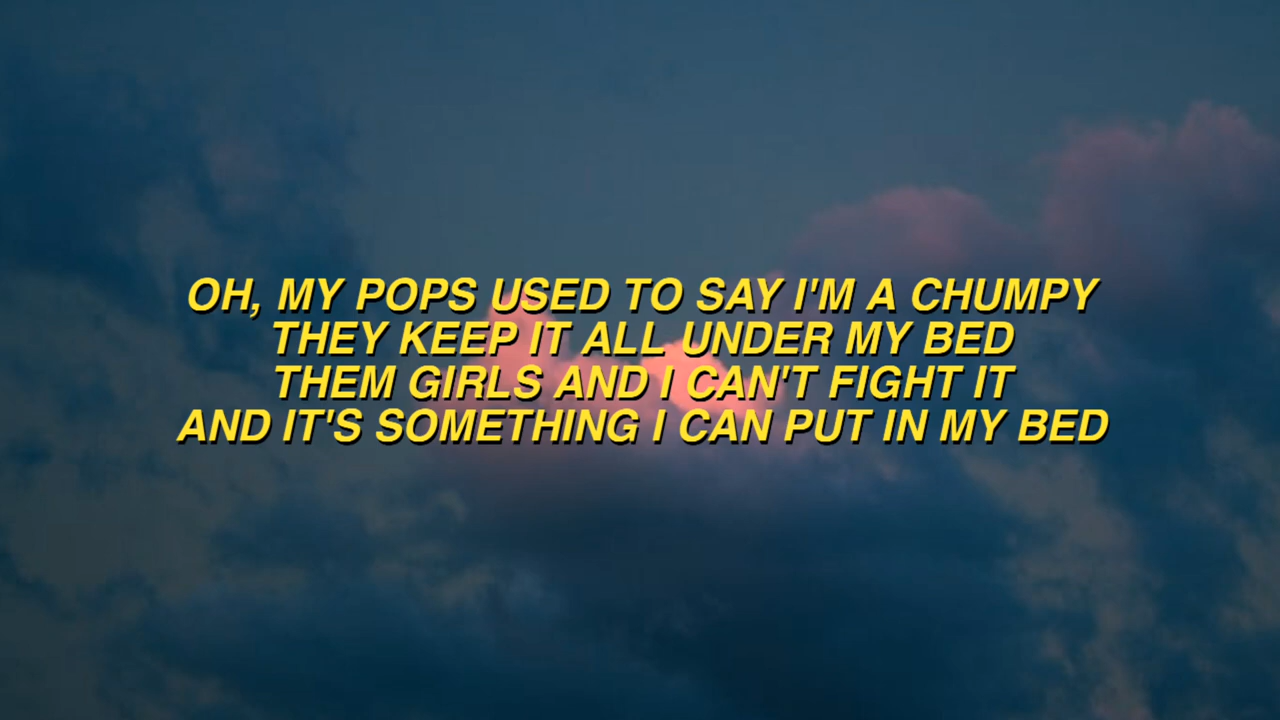 OH, MY POPS USED TO SAY I'M A CHUMPY
THEY KEEP IT ALL UNDER MY BED
THEM GIRLS AND I CAN'T FIGHT IT
AND IT'S SOMETHING I CAN PUT IN MY BED